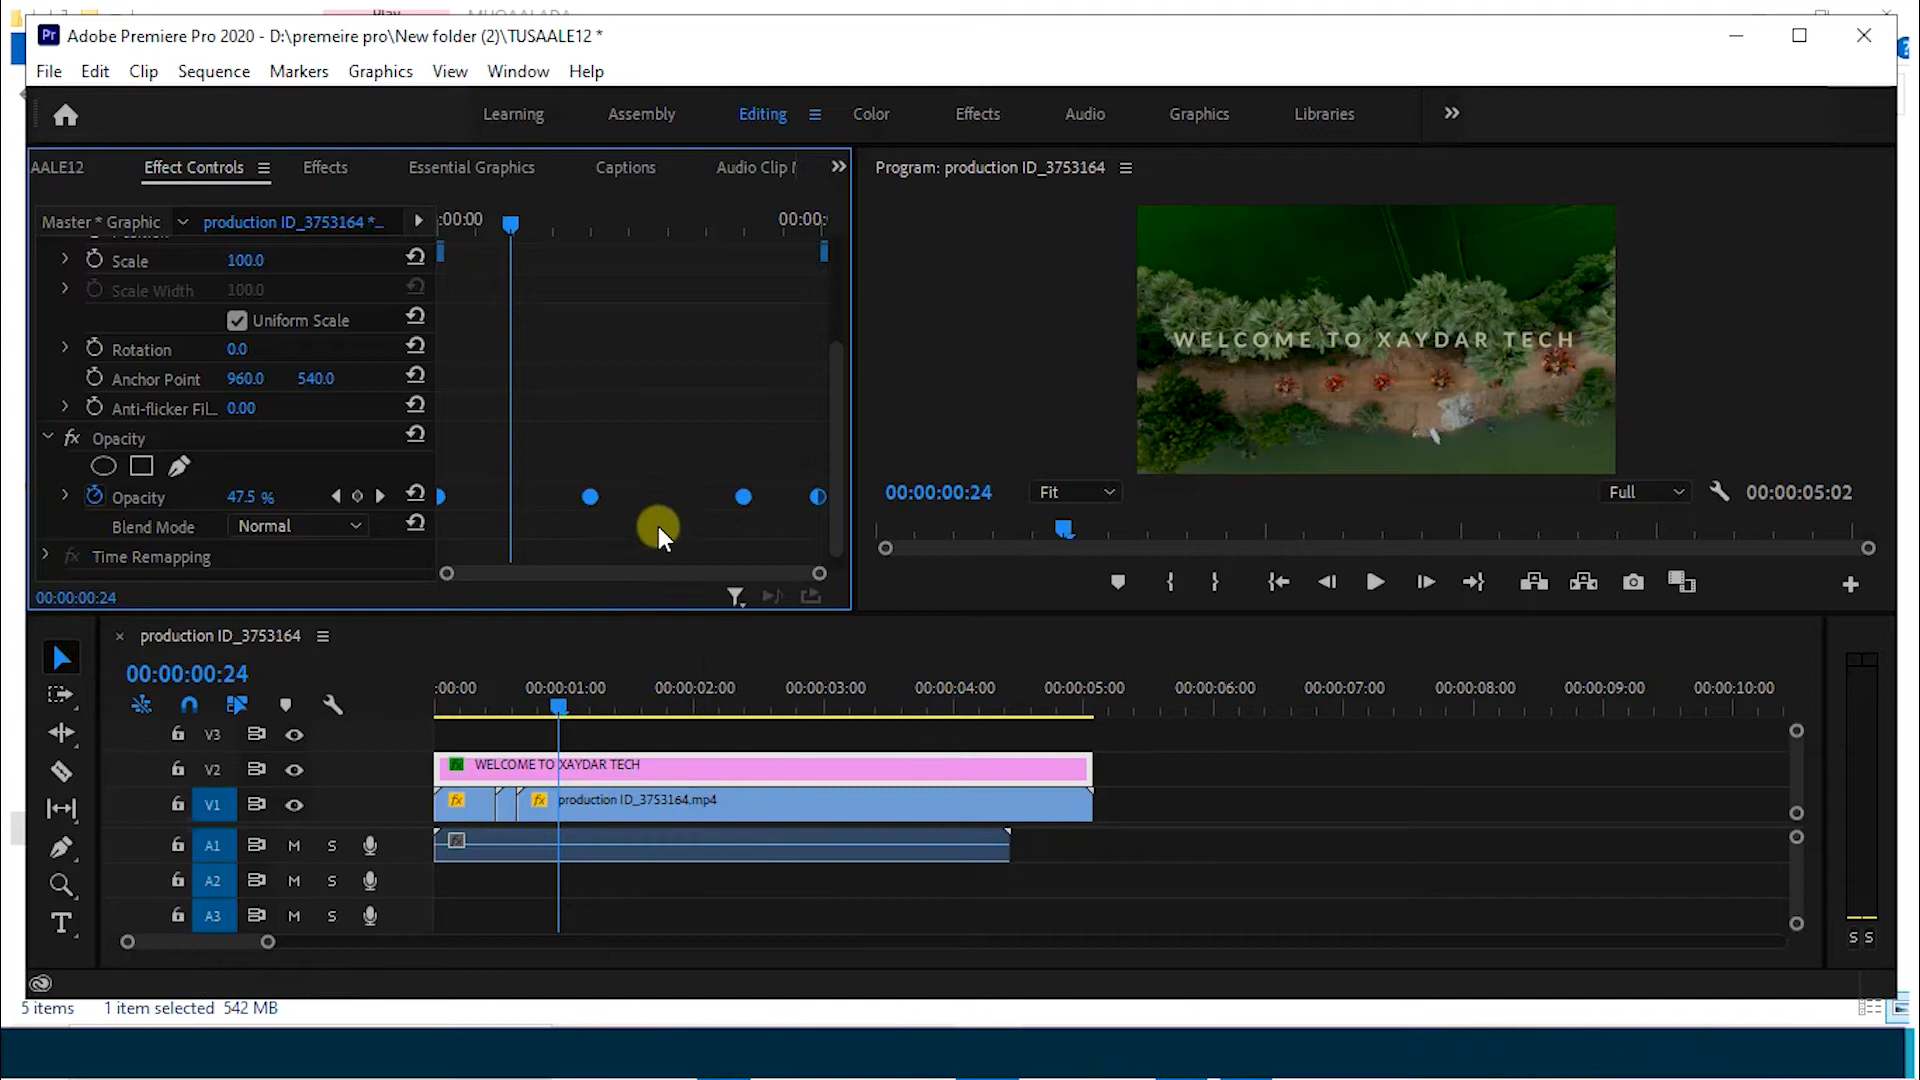 Adobe Premiere Pro 2020 - D:\premeire pro\New folder (2)\TUSAALE12 *
File Edit Clip Sequence Markers Graphics View Window Help
Learning Assembly Editing Color Effects Audio Graphics Libraries
AALE12 Effect Controls Effects Essential Graphics Captions Audio Clip
Program: production ID_3753164
Master * Graphic production ID_3753164 *... :00:00 00:00:
Scale 100.0
Scale Width 100.0
Uniform Scale
Rotation 0.0
Anchor Point 960.0 540.0
Anti-flicker Fil... 0.00
fx Opacity
Opacity 47.5 %
Blend Mode Normal
fx Time Remapping
00:00:00:24
WELCOME TO XAYDAR TECH
00:00:00:24 Fit Full 00:00:05:02
× production ID_3753164
00:00:00:24
:00:00 00:00:01:00 00:00:02:00 00:00:03:00 00:00:04:00 00:00:05:00 00:00:06:00 00:00:07:00 00:00:08:00 00:00:09:00 00:00:10:00
V3
V2 fx WELCOME TO XAYDAR TECH
V1 fx fx production ID_3753164.mp4
A1 M S fx
A2 M S
A3 M S
S S
5 items 1 item selected 542 MB